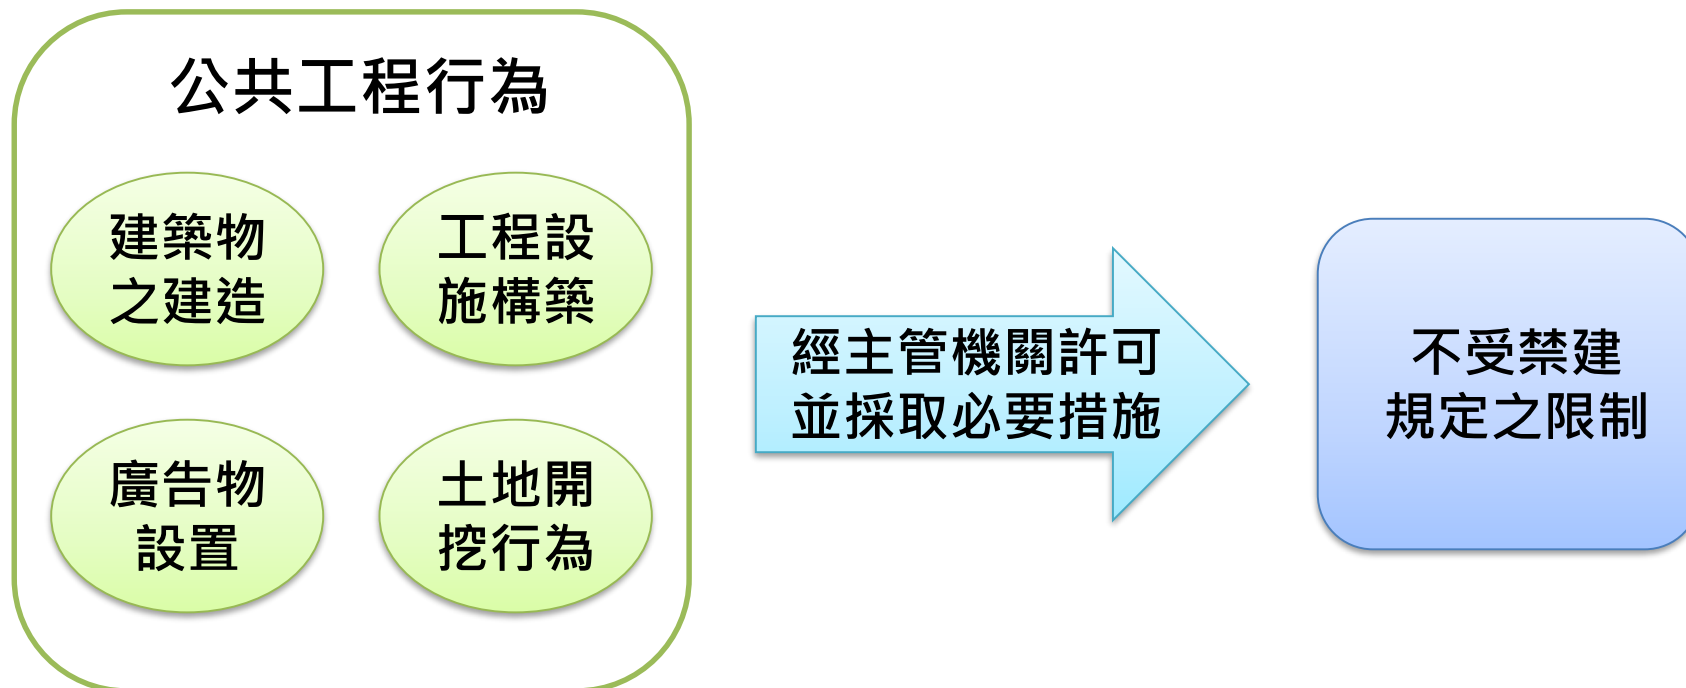 公共工程行為
建築物
之建造
工程設
施構築
廣告物
設置
土地開
挖行為
經主管機關許可
並採取必要措施
不受禁建
規定之限制